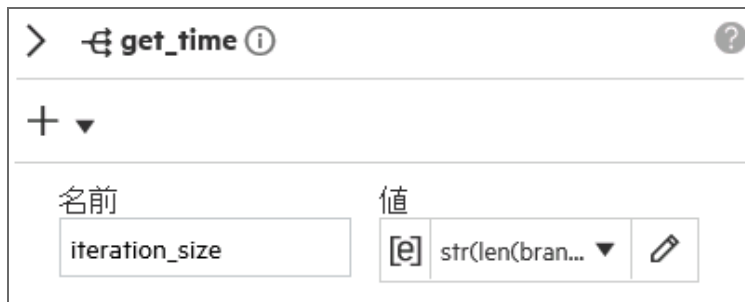 get_time
名前 値
iteration_size [e] str(len(bran...